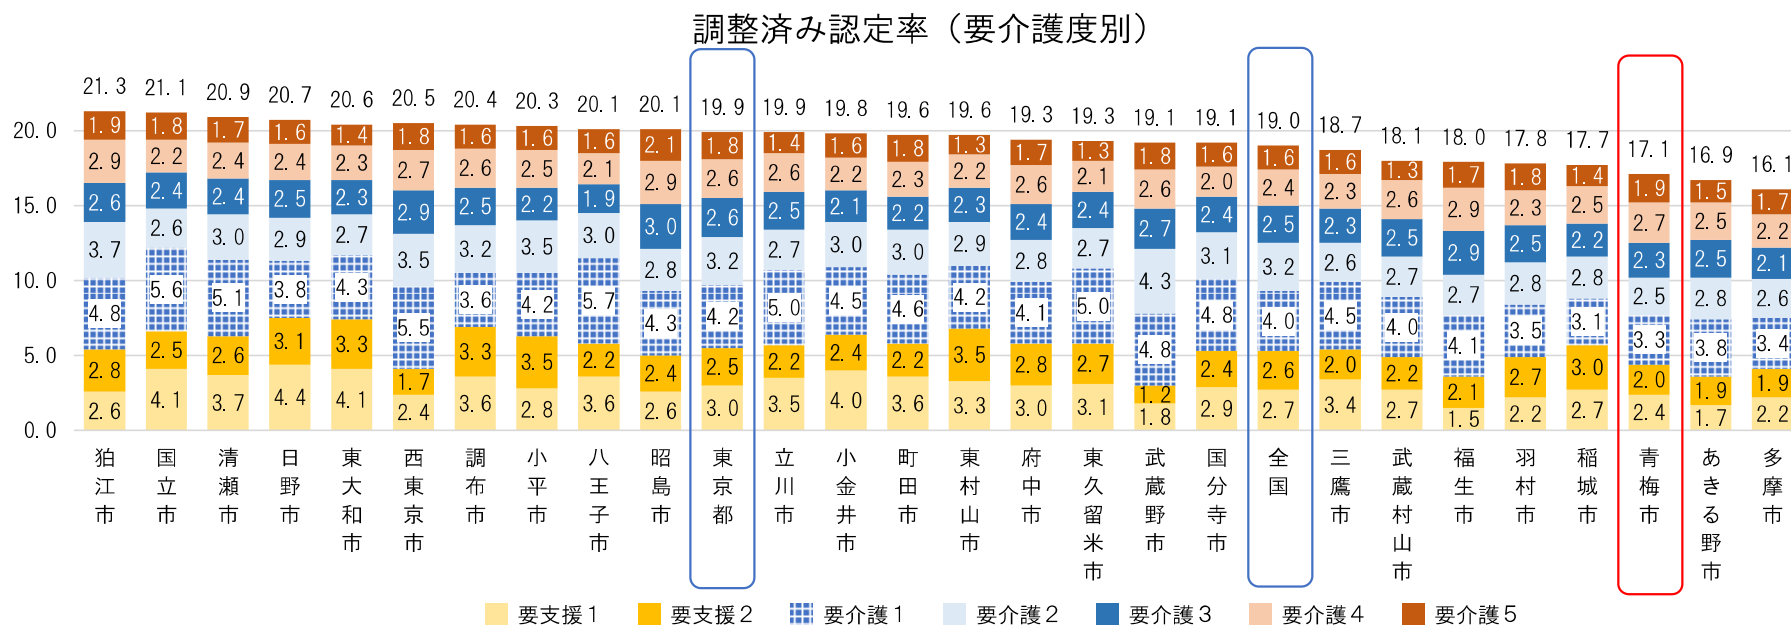 調整済み認定率（要介護度別）
21.3 21.1 20.9 20.7 20.6 20.5 20.4 20.3 20.1 20.1 19.9 19.9 19.8 19.6 19.6 19.3 19.3 19.1 19.1 19.0 18.7 18.1 18.0 17.8 17.7 17.1 16.9 16.1
1.9 1.8 1.7 1.6 1.4 1.8 1.6 1.6 1.6 2.1 1.8 1.4 1.6 1.8 1.3 1.7 1.3 1.8 1.6 1.6 1.6 1.3 1.7 1.8 1.4 1.9 1.5 1.7
2.9 2.2 2.4 2.4 2.3 2.7 2.6 2.5 2.1 2.9 2.6 2.6 2.2 2.3 2.2 2.6 2.1 2.6 2.0 2.4 2.3 2.6 2.9 2.3 2.5 2.7 2.5 2.2
2.6 2.4 2.4 2.5 2.3 2.9 2.5 2.2 1.9 3.0 2.6 2.5 2.1 2.2 2.3 2.4 2.4 2.7 2.4 2.5 2.3 2.5 2.9 2.5 2.2 2.3 2.5 2.1
3.7 2.6 3.0 2.9 2.7 3.5 3.2 3.5 3.0 2.8 3.2 2.7 3.0 3.0 2.9 2.8 2.7 4.3 3.1 3.2 2.6 2.7 2.7 2.8 2.8 2.5 2.8 2.6
4.8 5.6 5.1 3.8 4.3 5.5 3.6 4.2 5.7 4.3 4.2 5.0 4.5 4.6 4.2 4.1 5.0 4.8 4.8 4.0 4.5 4.0 4.1 3.5 3.1 3.3 3.8 3.4
2.8 2.5 2.6 3.1 3.3 1.7 3.3 3.5 2.2 2.4 2.5 2.2 2.4 2.2 3.5 2.8 2.7 1.2 2.4 2.6 2.0 2.2 2.1 2.7 3.0 2.0 1.9 1.9
2.6 4.1 3.7 4.4 4.1 2.4 3.6 2.8 3.6 2.6 3.0 3.5 4.0 3.6 3.3 3.0 3.1 1.8 2.9 2.7 3.4 2.7 1.5 2.2 2.7 2.4 1.7 2.2
20.0
15.0
10.0
5.0
0.0
狛江市
国立市
清瀬市
日野市
東大和市
西東京市
調布市
小平市
八王子市
昭島市
東京都
立川市
小金井市
町田市
東村山市
府中市
東久留米市
武蔵野市
国分寺市
全国
三鷹市
武蔵村山市
福生市
羽村市
稲城市
青梅市
あきる野市
多摩市
要支援１ 要支援２ 要介護１ 要介護２ 要介護３ 要介護４ 要介護５